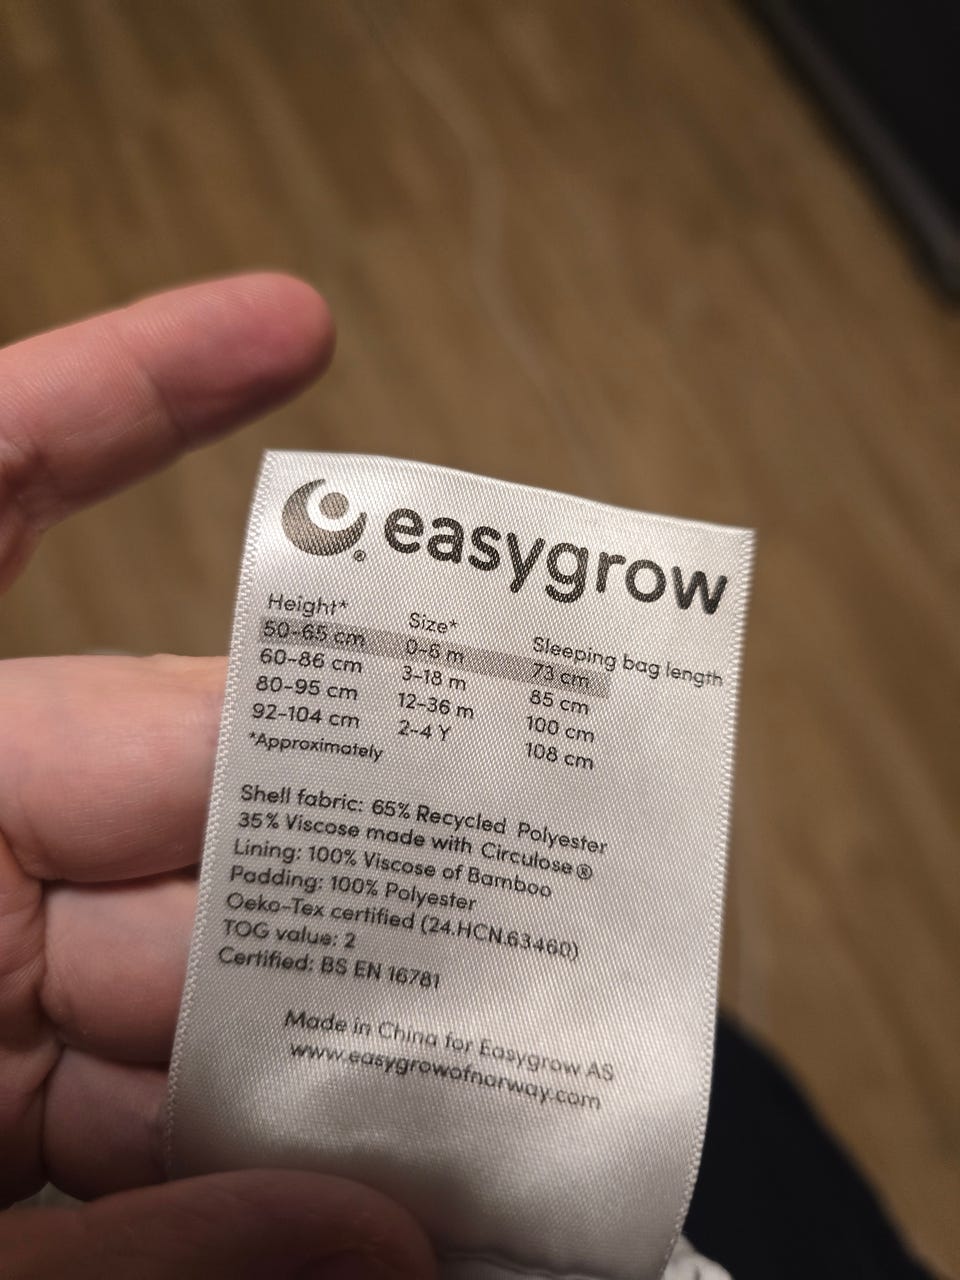 easygrow®
Height* Size* Sleeping bag length
50-65 cm 0-6 m 73 cm
60-86 cm 3-18 m 85 cm
80-95 cm 12-36 m 100 cm
92-104 cm 2-4 Y 108 cm
*Approximately
Shell fabric: 65% Recycled Polyester
35% Viscose made with Circulose®
Lining: 100% Viscose of Bamboo
Padding: 100% Polyester
Oeko-Tex certified (24.HCN.63460)
TOG value: 2
Certified: BS EN 16781
Made in China for Easygrow AS
www.easygrowofnorway.com